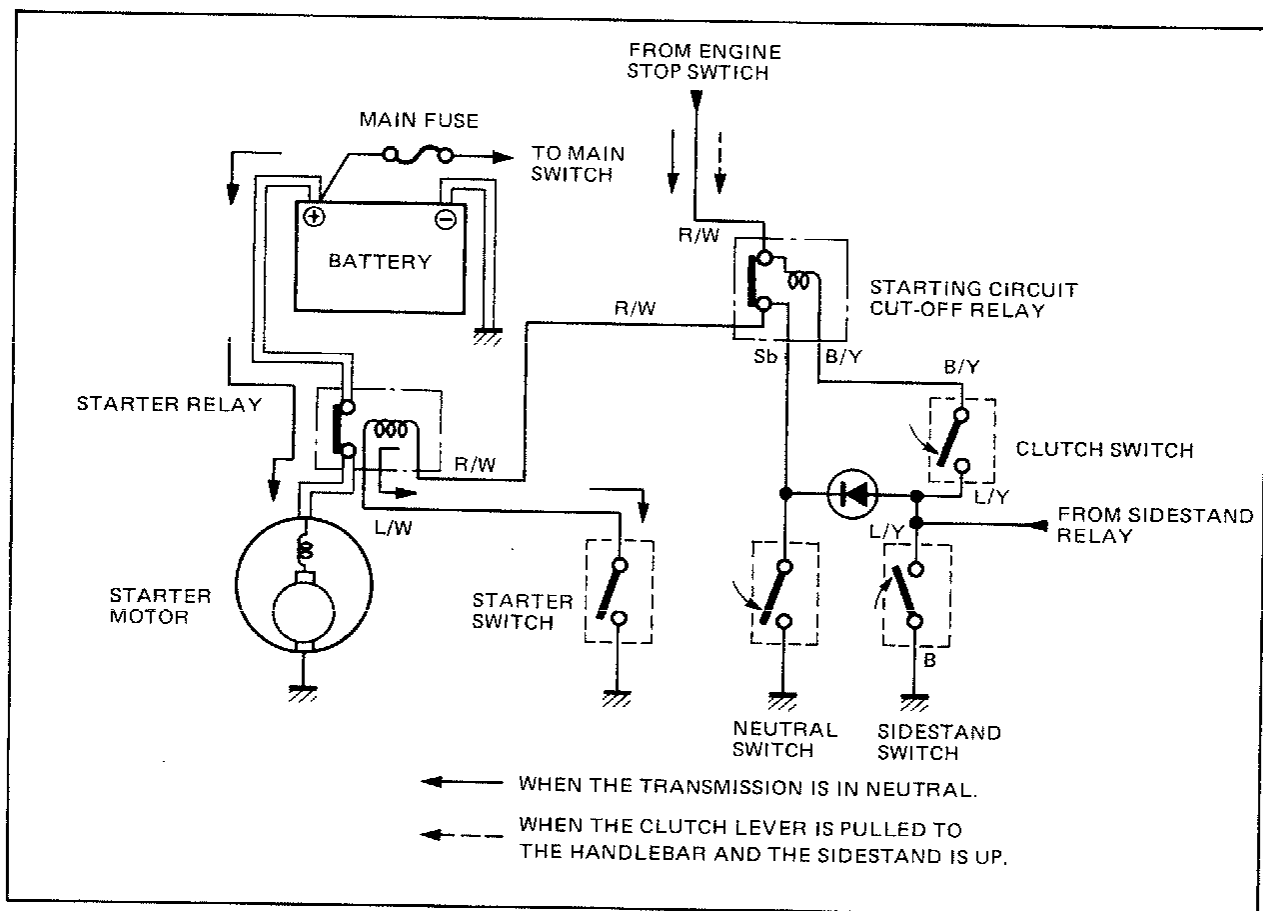 FROM ENGINE
STOP SWTICH
MAIN FUSE
TO MAIN
SWITCH
R/W
BATTERY
STARTING CIRCUIT
CUT-OFF RELAY
R/W
Sb
B/Y
B/Y
STARTER RELAY
CLUTCH SWITCH
R/W
L/Y
L/W
L/Y
FROM SIDESTAND
RELAY
STARTER
MOTOR
STARTER
SWITCH
B
NEUTRAL
SWITCH
SIDESTAND
SWITCH
WHEN THE TRANSMISSION IS IN NEUTRAL.
WHEN THE CLUTCH LEVER IS PULLED TO
THE HANDLEBAR AND THE SIDESTAND IS UP.